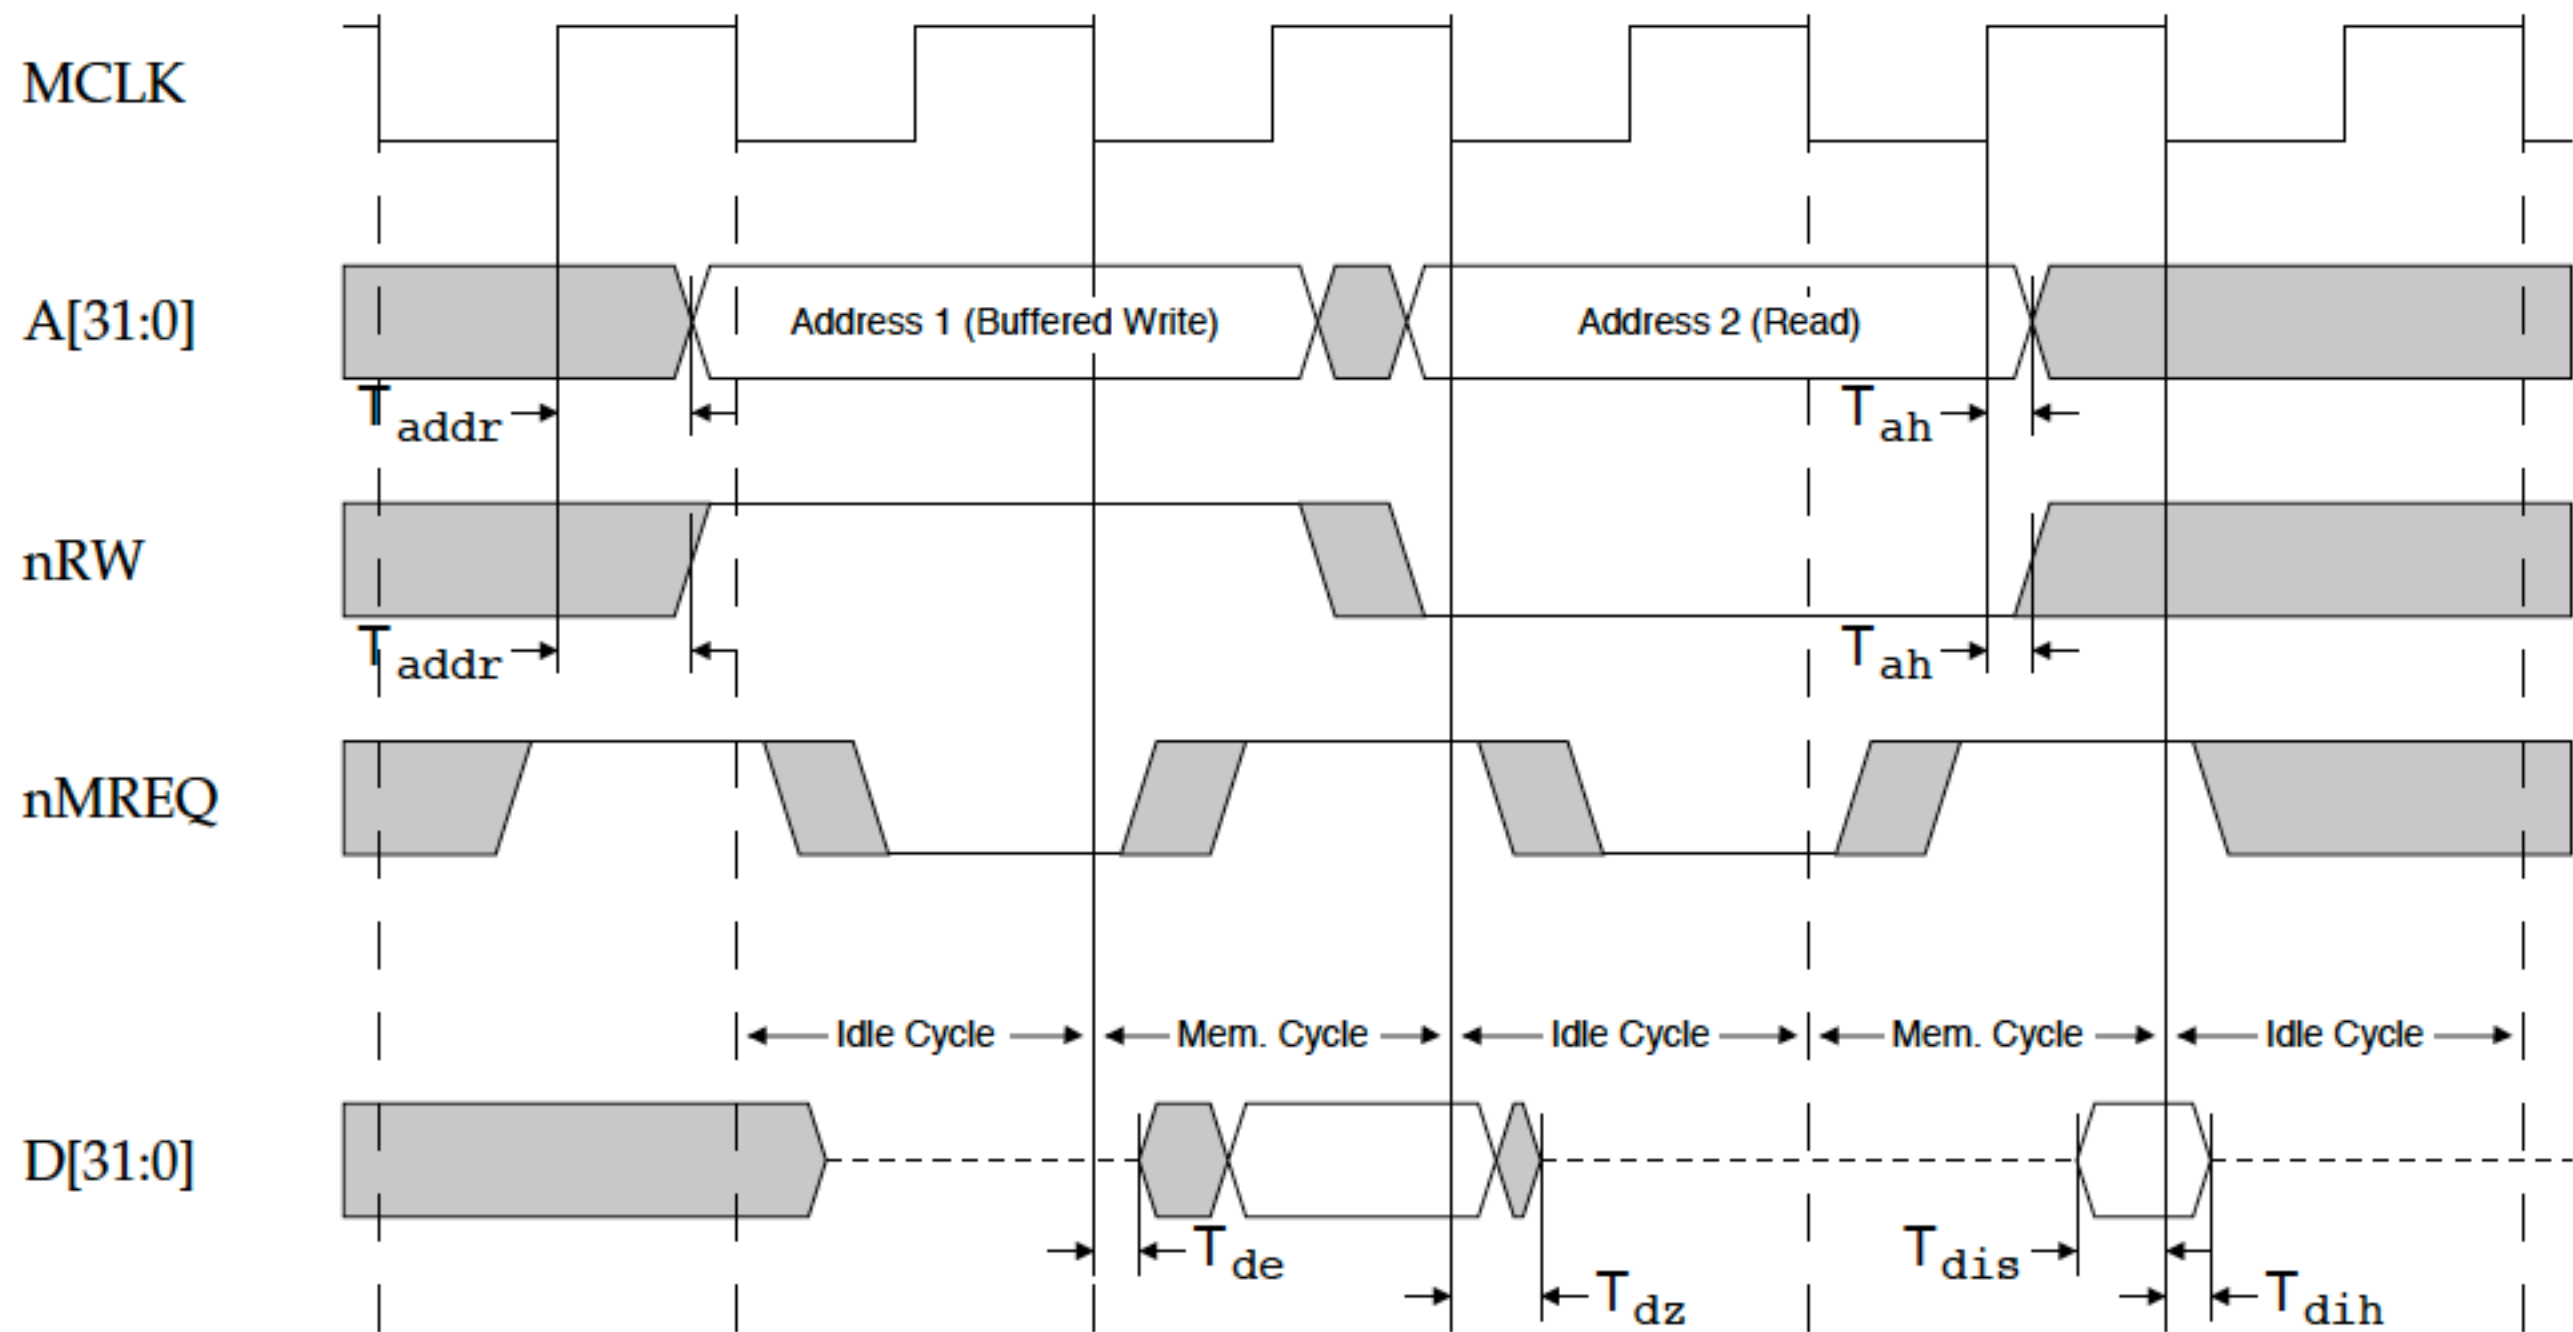 MCLK
A[31:0]
Address 1 (Buffered Write)
Address 2 (Read)
Taddr
Tah
nRW
Taddr
Tah
nMREQ
Idle Cycle
Mem. Cycle
Idle Cycle
Mem. Cycle
Idle Cycle
D[31:0]
Tde
Tdis
Tdz
Tdih